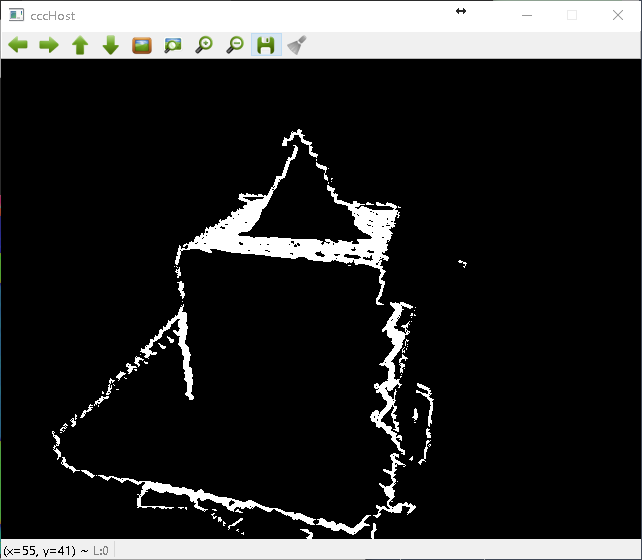 cccHost
(x=55, y=41) ~ L:0